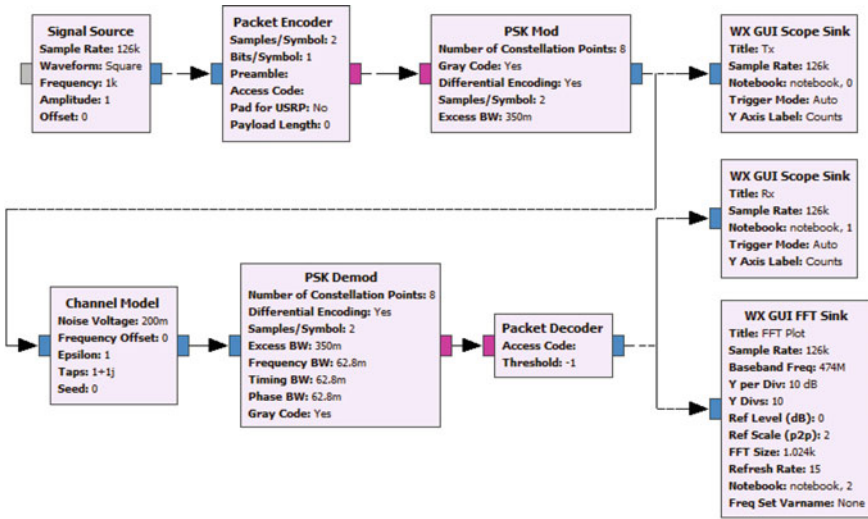 Signal Source
Sample Rate: 126k
Waveform: Square
Frequency: 1k
Amplitude: 1
Offset: 0
Packet Encoder
Samples/Symbol: 2
Bits/Symbol: 1
Preamble:
Access Code:
Pad for USRP: No
Payload Length: 0
PSK Mod
Number of Constellation Points: 8
Gray Code: Yes
Differential Encoding: Yes
Samples/Symbol: 2
Excess BW: 350m
WX GUI Scope Sink
Title: Tx
Sample Rate: 126k
Notebook: notebook, 0
Trigger Mode: Auto
Y Axis Label: Counts
WX GUI Scope Sink
Title: Rx
Sample Rate: 126k
Notebook: notebook, 1
Trigger Mode: Auto
Y Axis Label: Counts
Channel Model
Noise Voltage: 200m
Frequency Offset: 0
Epsilon: 1
Taps: 1+1j
Seed: 0
PSK Demod
Number of Constellation Points: 8
Differential Encoding: Yes
Samples/Symbol: 2
Excess BW: 350m
Frequency BW: 62.8m
Timing BW: 62.8m
Phase BW: 62.8m
Gray Code: Yes
Packet Decoder
Access Code:
Threshold: -1
WX GUI FFT Sink
Title: FFT Plot
Sample Rate: 126k
Baseband Freq: 474M
Y per Div: 10 dB
Y Divs: 10
Ref Level (dB): 0
Ref Scale (p2p): 2
FFT Size: 1.024k
Refresh Rate: 15
Notebook: notebook, 2
Freq Set Varname: None